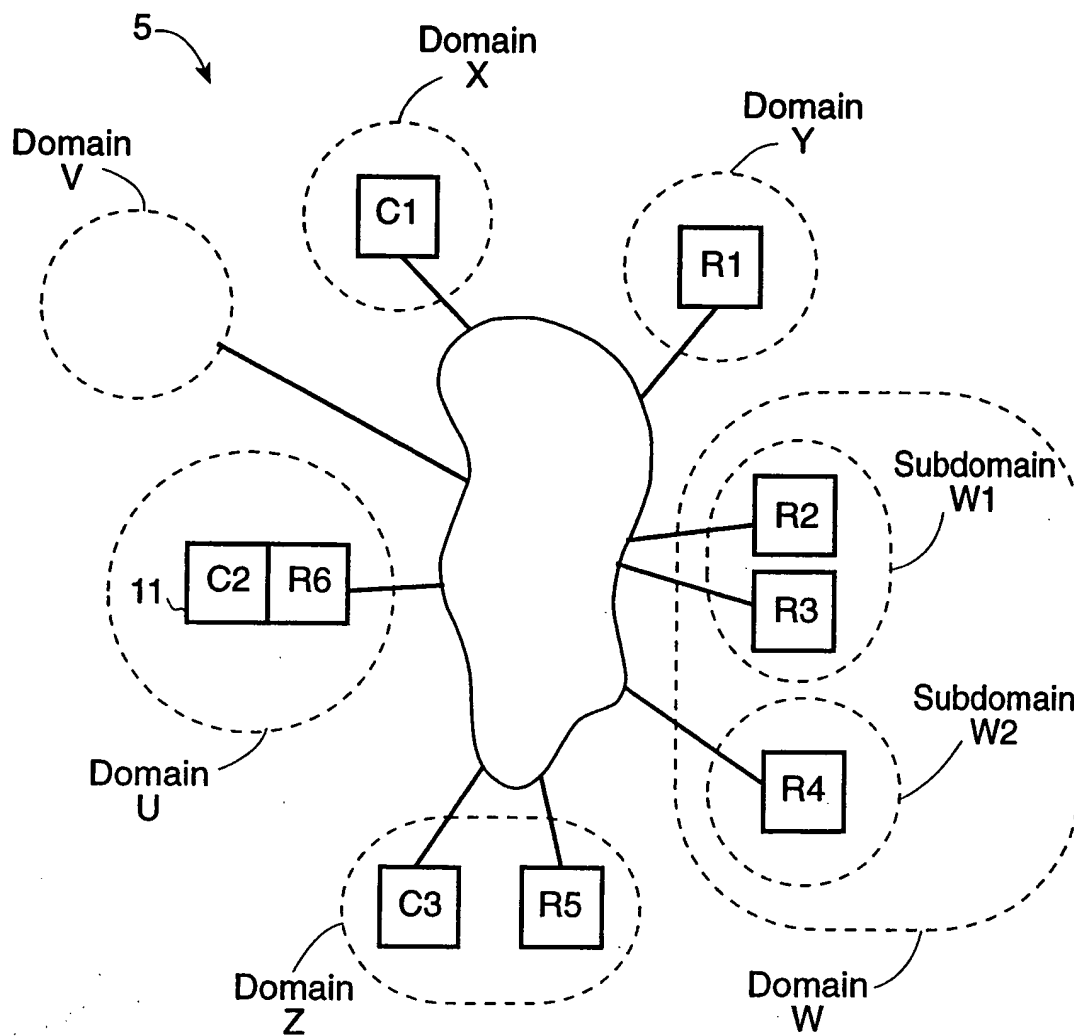 5
Domain
X
Domain
Y
Domain
V
C1
R1
Subdomain
W1
R2
R3
11
C2
R6
Subdomain
W2
Domain
U
R4
C3
R5
Domain
Z
Domain
W